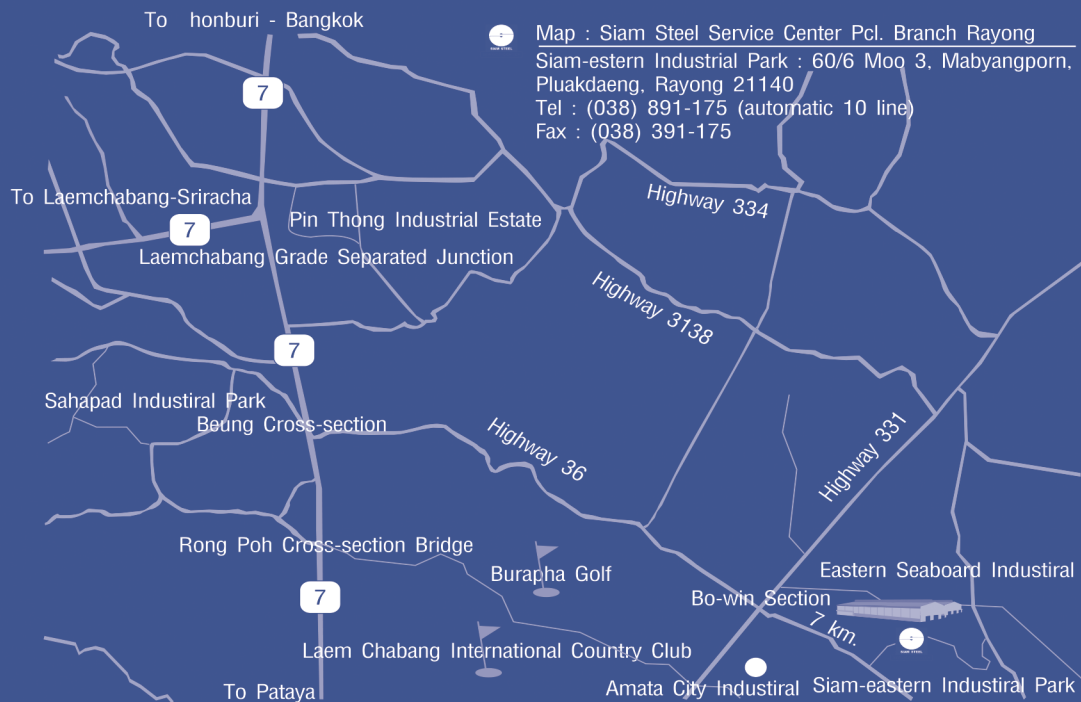 To honburi - Bangkok
Map : Siam Steel Service Center Pcl. Branch Rayong
Siam-estern Industrial Park : 60/6 Moo 3, Mabyangporn,
Pluakdaeng, Rayong 21140
Tel : (038) 891-175 (automatic 10 line)
Fax : (038) 391-175
SIAM STEEL
7
To Laemchabang-Sriracha
7
Pin Thong Industrial Estate
Highway 334
Laemchabang Grade Separated Junction
Highway 3138
7
Sahapad Industiral Park
Beung Cross-section
Highway 36
Highway 331
Rong Poh Cross-section Bridge
Burapha Golf
Eastern Seaboard Industiral
7
Bo-win Section
7 km.
SIAM STEEL
Laem Chabang International Country Club
To Pataya
Amata City Industiral
Siam-eastern Industiral Park